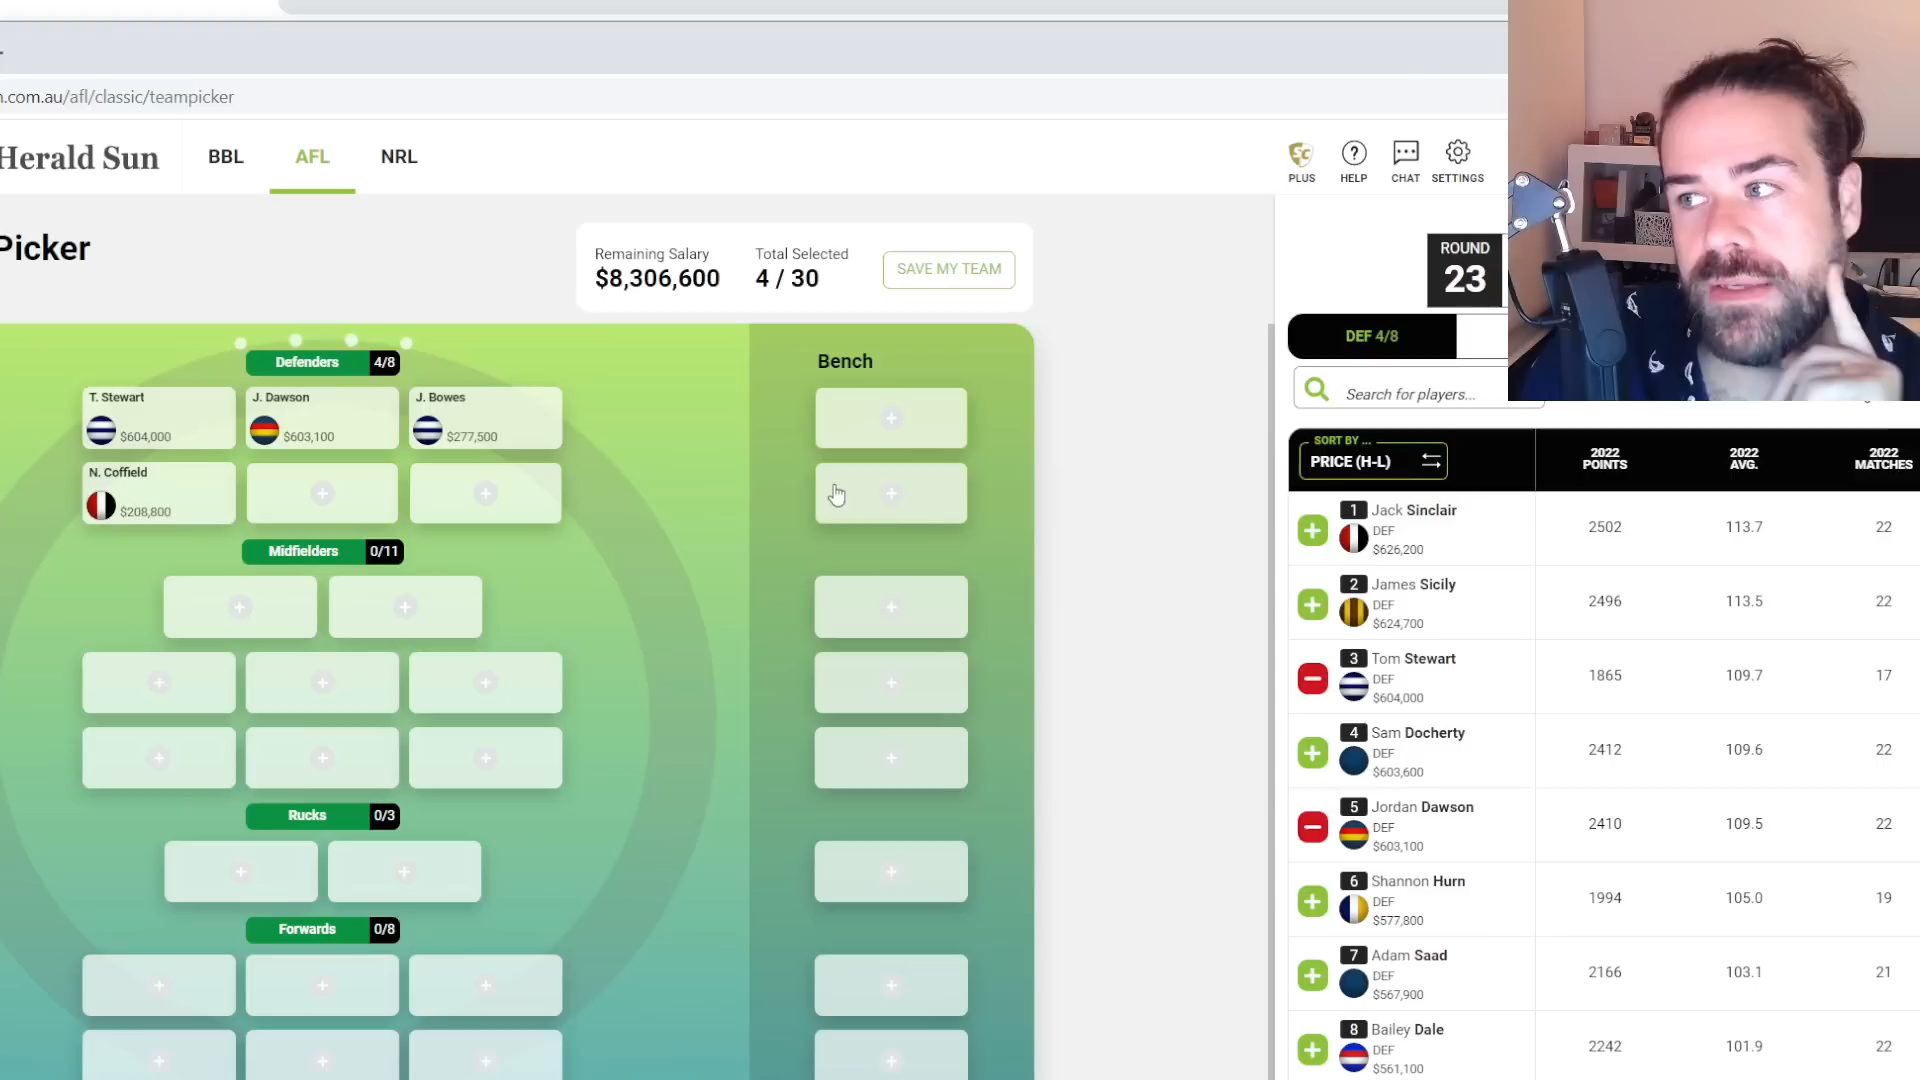 n.com.au/afl/classic/teampicker
Herald Sun
BBL
AFL
NRL
SC
PLUS
HELP
CHAT
SETTINGS
Picker
Remaining Salary
$8,306,600
Total Selected
4 / 30
SAVE MY TEAM
ROUND
23
DEF 4/8
Search for players...
Defenders 4/8
Bench
T. Stewart
$604,000
J. Dawson
$603,100
J. Bowes
$277,500
N. Coffield
$208,800
Midfielders 0/11
Rucks 0/3
Forwards 0/8
SORT BY ...
PRICE (H-L)
2022
POINTS
2022
AVG.
2022
MATCHES
1 Jack Sinclair
DEF
$626,200
2502
113.7
22
2 James Sicily
DEF
$624,700
2496
113.5
22
3 Tom Stewart
DEF
$604,000
1865
109.7
17
4 Sam Docherty
DEF
$603,600
2412
109.6
22
5 Jordan Dawson
DEF
$603,100
2410
109.5
22
6 Shannon Hurn
DEF
$577,800
1994
105.0
19
7 Adam Saad
DEF
$567,900
2166
103.1
21
8 Bailey Dale
DEF
$561,100
2242
101.9
22